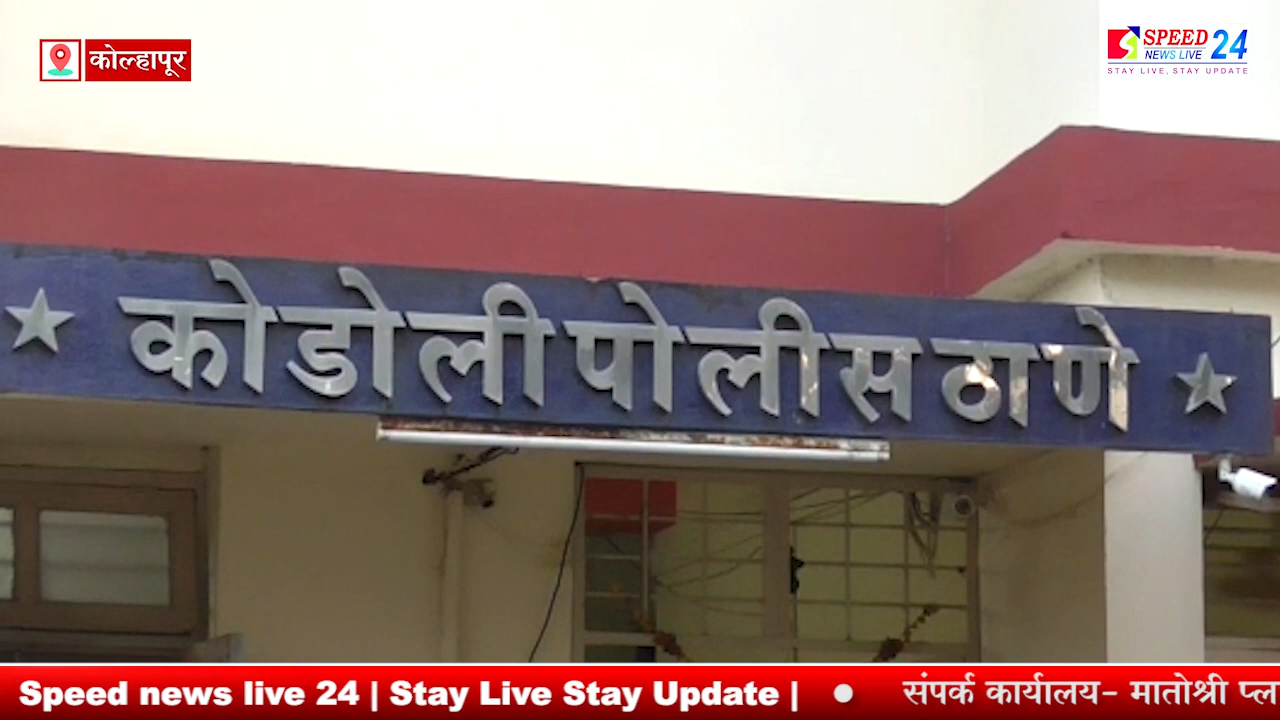 कोल्हापूर
SPEED
NEWS LIVE 24
STAY LIVE, STAY UPDATE
कोडोली पोलीस ठाणे
Speed news live 24 | Stay Live Stay Update | संपर्क कार्यालय- मातोश्री